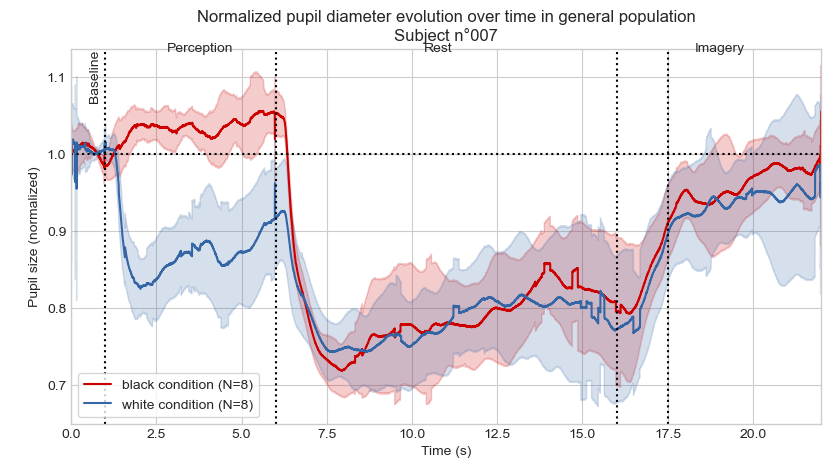 Normalized pupil diameter evolution over time in general population
Subject n°007
Baseline
Perception
Rest
Imagery
Pupil size (normalized)
1.1
1.0
0.9
0.8
0.7
black condition (N=8)
white condition (N=8)
0.0 2.5 5.0 7.5 10.0 12.5 15.0 17.5 20.0
Time (s)